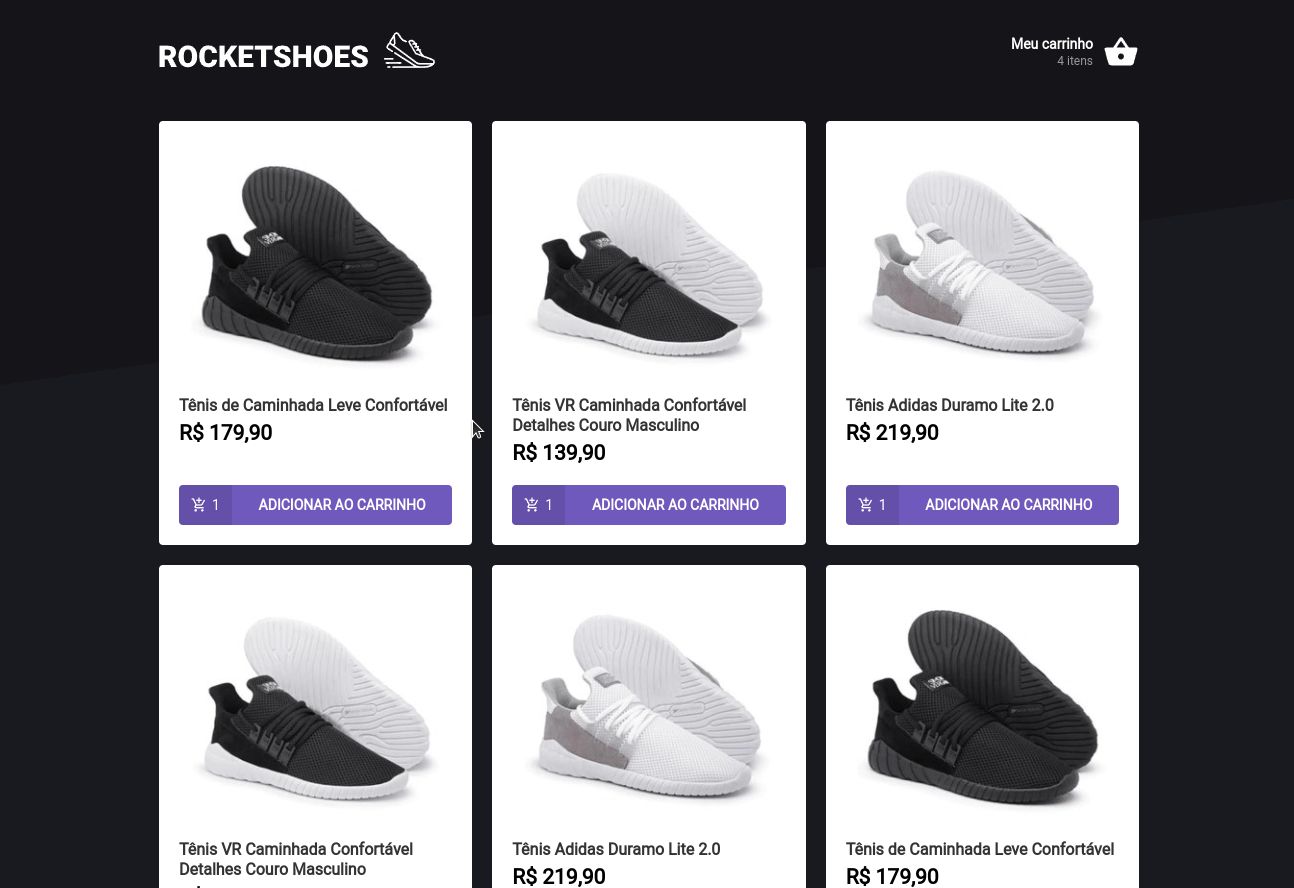 ROCKETSHOES
Meu carrinho
4 itens
Tênis de Caminhada Leve Confortável
R$ 179,90
1 ADICIONAR AO CARRINHO
Tênis VR Caminhada Confortável
Detalhes Couro Masculino
R$ 139,90
1 ADICIONAR AO CARRINHO
Tênis Adidas Duramo Lite 2.0
R$ 219,90
1 ADICIONAR AO CARRINHO
Tênis VR Caminhada Confortável
Detalhes Couro Masculino
Tênis Adidas Duramo Lite 2.0
R$ 219,90
Tênis de Caminhada Leve Confortável
R$ 179,90